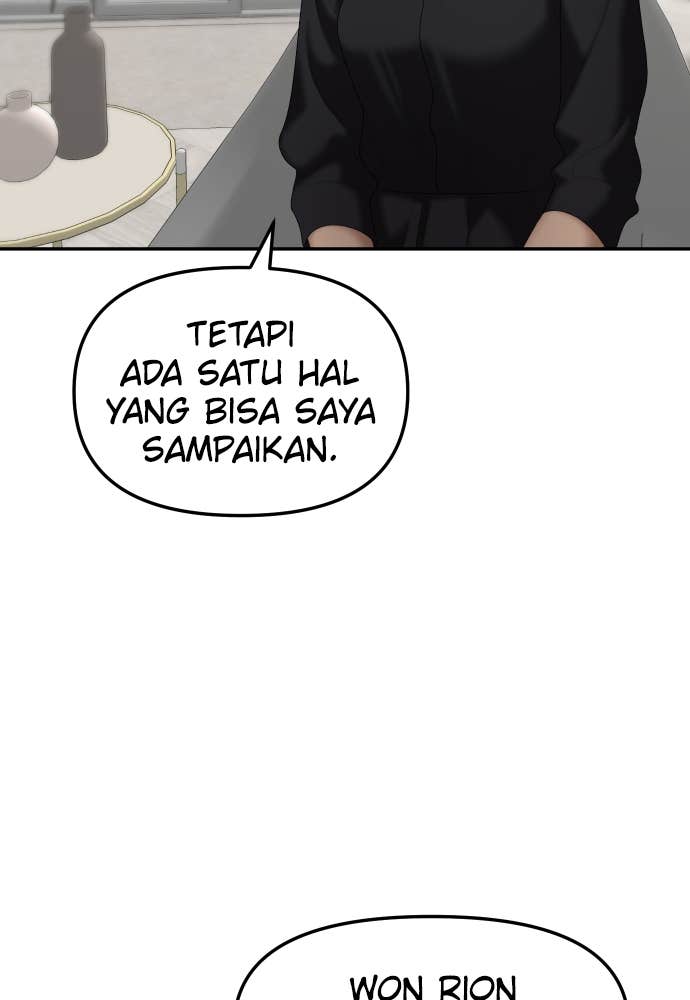 TETAPI
ADA SATU HAL
YANG BISA SAYA
SAMPAIKAN.
WON RION